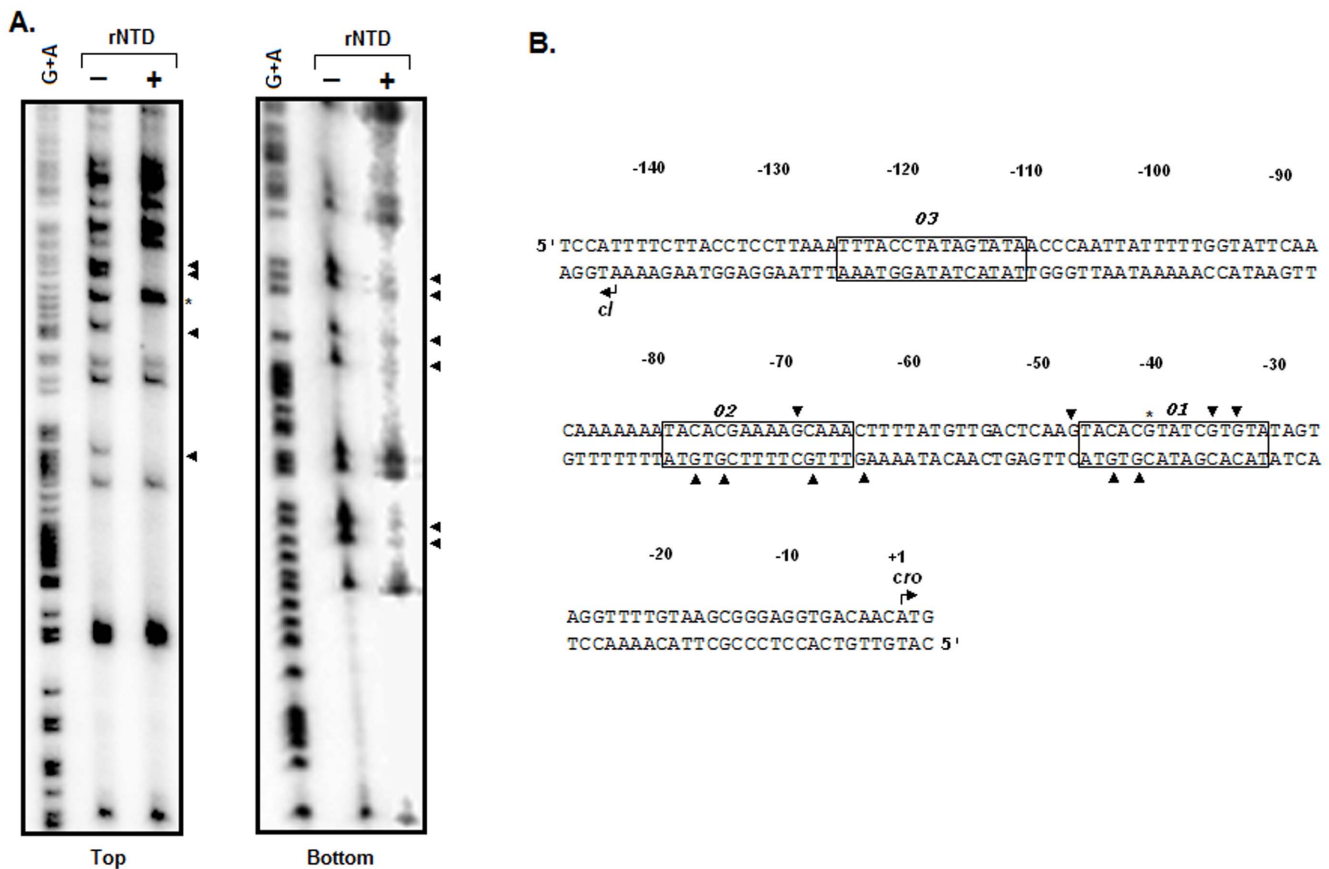 A.
rNTD
G+A − +
*
Top
rNTD
G+A − +
Bottom
B.
-140 -130 -120 -110 -100 -90
O3
5'TCCATTTTCTTACCTCCTTAAATTTACCTATAGTATAACCCAATTATTTTTGGTATTCAA
AGGTAAAAGAATGGAGGAATTTAAATGGATATCATATTGGGTTAATAAAAACCATAAGTT
cI
-80 -70 -60 -50 -40 -30
O2 * O1
CAAAAAAATACACGAAAAGCAAACTTTTATGTTGACTCAAGTACACGTATCGTGTATAGT
GTTTTTTTATGTGCTTTTCGTTTGAAAATACAACTGAGTTCATGTGCATAGCACATATCA
-20 -10 +1
cro
AGGTTTTGTAAGCGGGAGGTGACAACATG
TCCAAAACATTCGCCCTCCACTGTTGTAC 5'